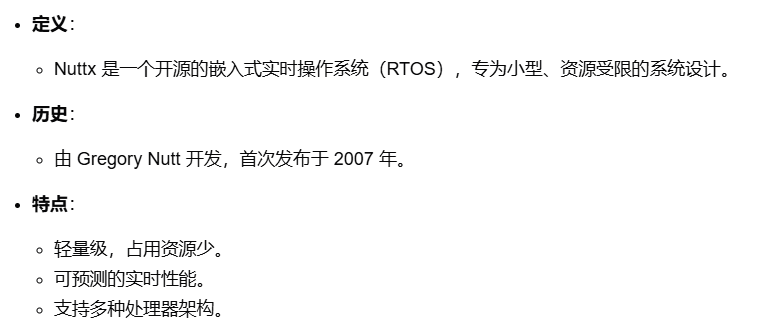 定义：
Nuttx 是一个开源的嵌入式实时操作系统（RTOS），专为小型、资源受限的系统设计。
历史：
由 Gregory Nutt 开发，首次发布于 2007 年。
特点：
轻量级，占用资源少。
可预测的实时性能。
支持多种处理器架构。